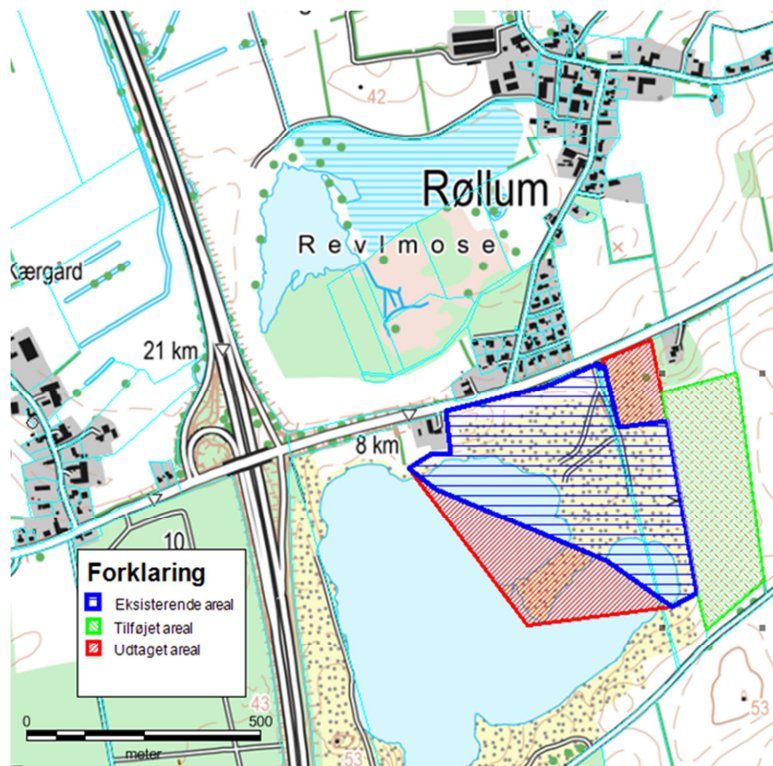 42
Røllum
Revlmose
Kærgård
21 km
8 km
10
Forklaring
Eksisterende areal
Tilføjet areal
Udtaget areal
43
53
53
0
500
meter